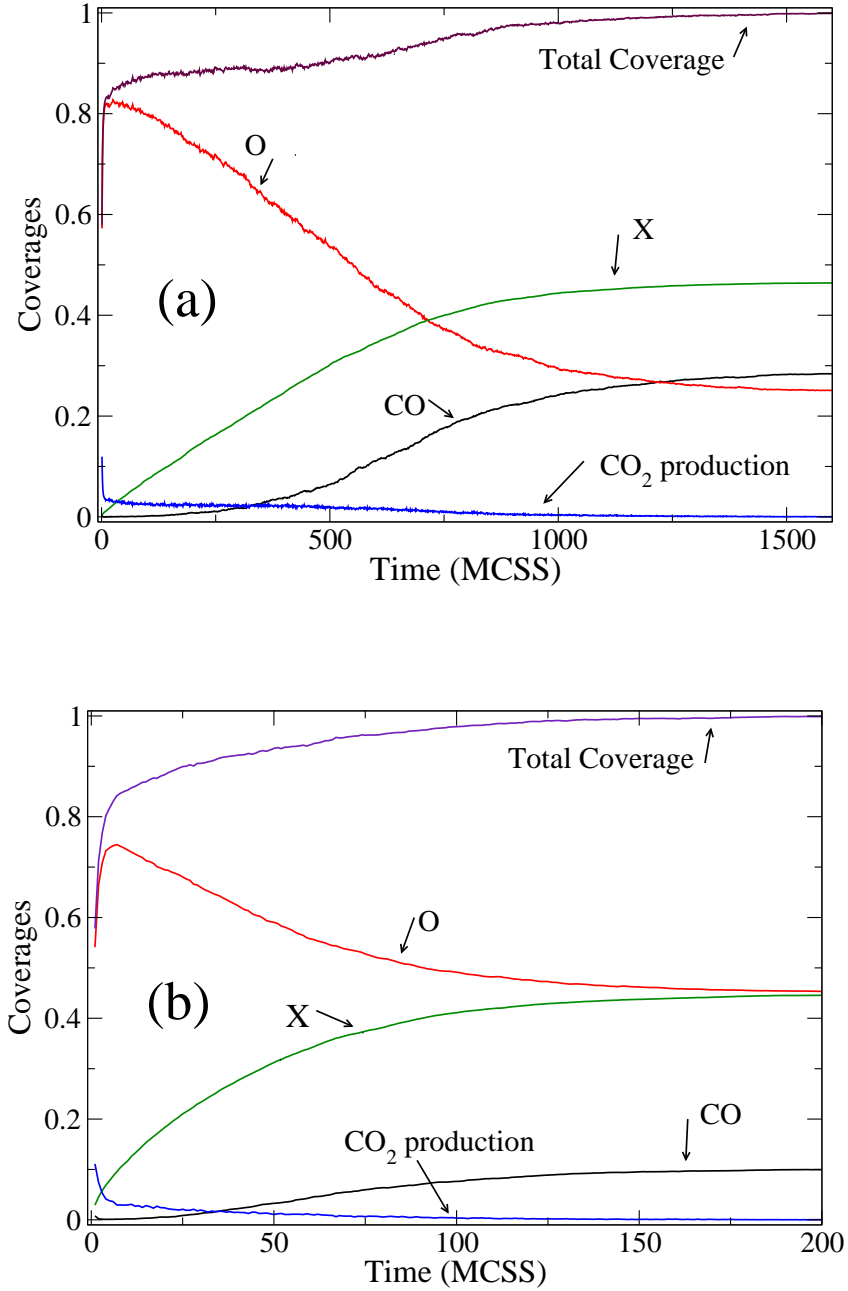 1
Total Coverage
0.8
O
0.6
X
Coverages
(a)
0.4
CO
0.2
CO2 production
0
0 500 1000 1500
Time (MCSS)
1
Total Coverage
0.8
0.6
O
Coverages
(b)
X
0.4
0.2
CO
CO2 production
0
0 50 100 150 200
Time (MCSS)